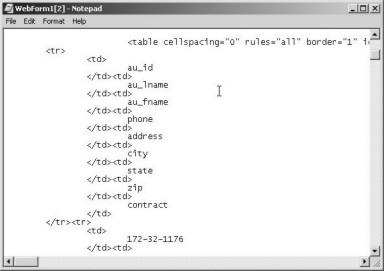 WebForm1[2] - Notepad
File Edit Format Help
<table cellspacing="0" rules="all" border="1"
<tr>
<td>
au_id
</td><td>
au_lname
</td><td>
au_fname
</td><td>
phone
</td><td>
address
</td><td>
city
</td><td>
state
</td><td>
zip
</td><td>
contract
</td>
</tr><tr>
<td>
172-32-1176
</td><td>